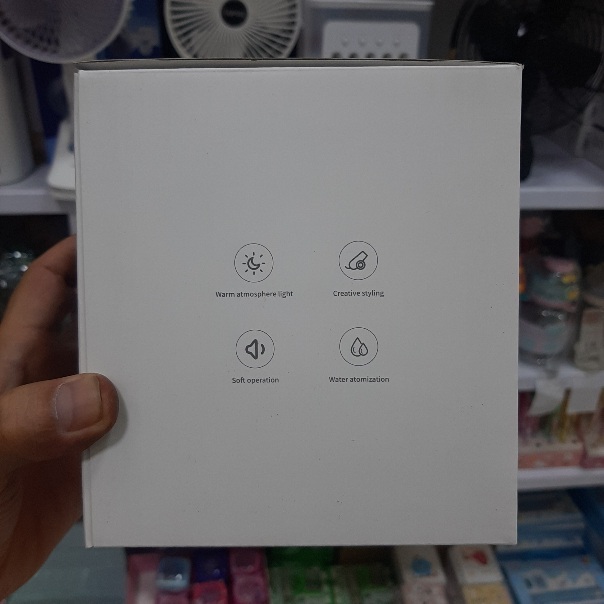 Warm atmosphere light
Creative styling
Soft operation
Water atomization